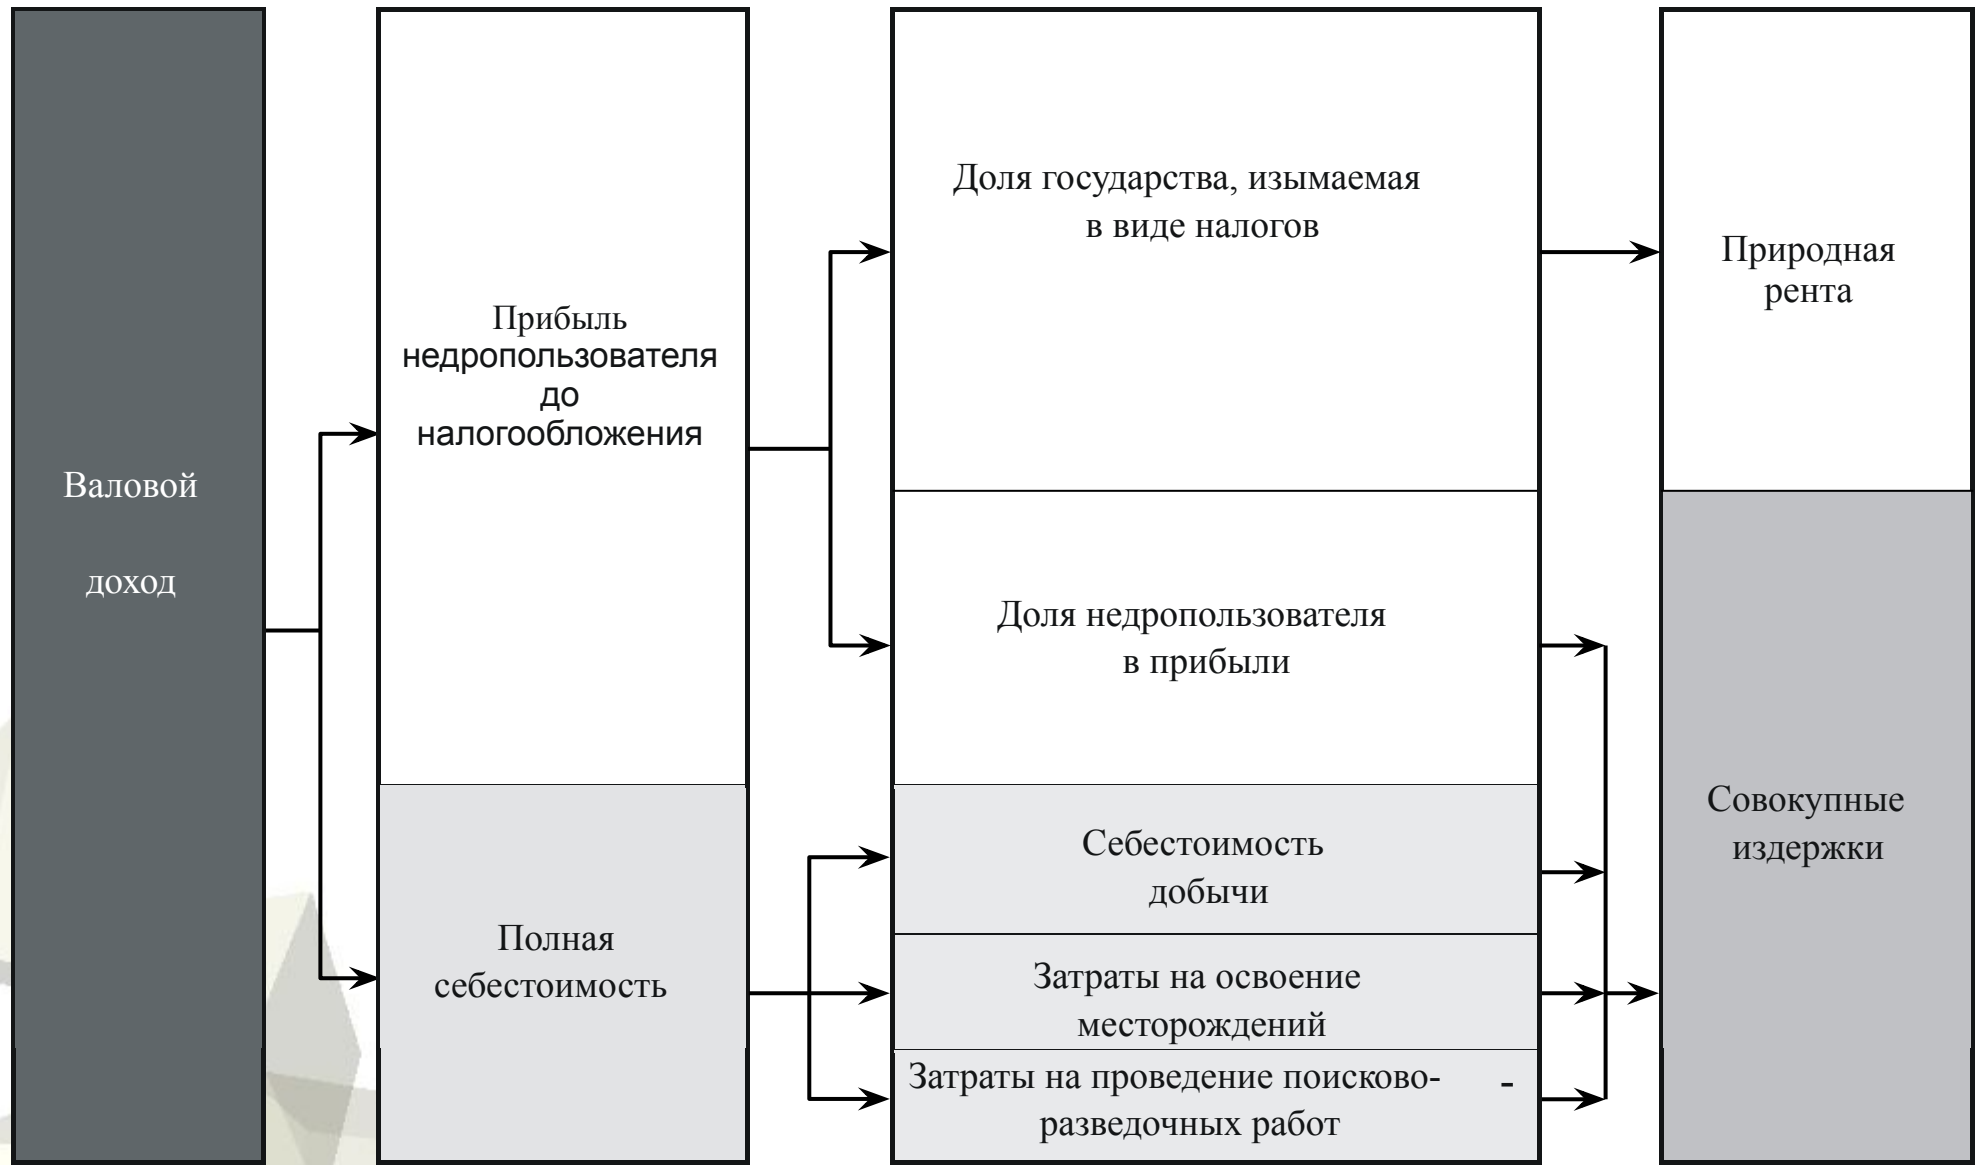 Валовой
доход
Прибыль
недропользователя
до
налогообложения
Полная
себестоимость
Доля государства, изымаемая
в виде налогов
Доля недропользователя
в прибыли
Себестоимость
добычи
Затраты на освоение
месторождений
Затраты на проведение поисково- -
разведочных работ
Природная
рента
Совокупные
издержки